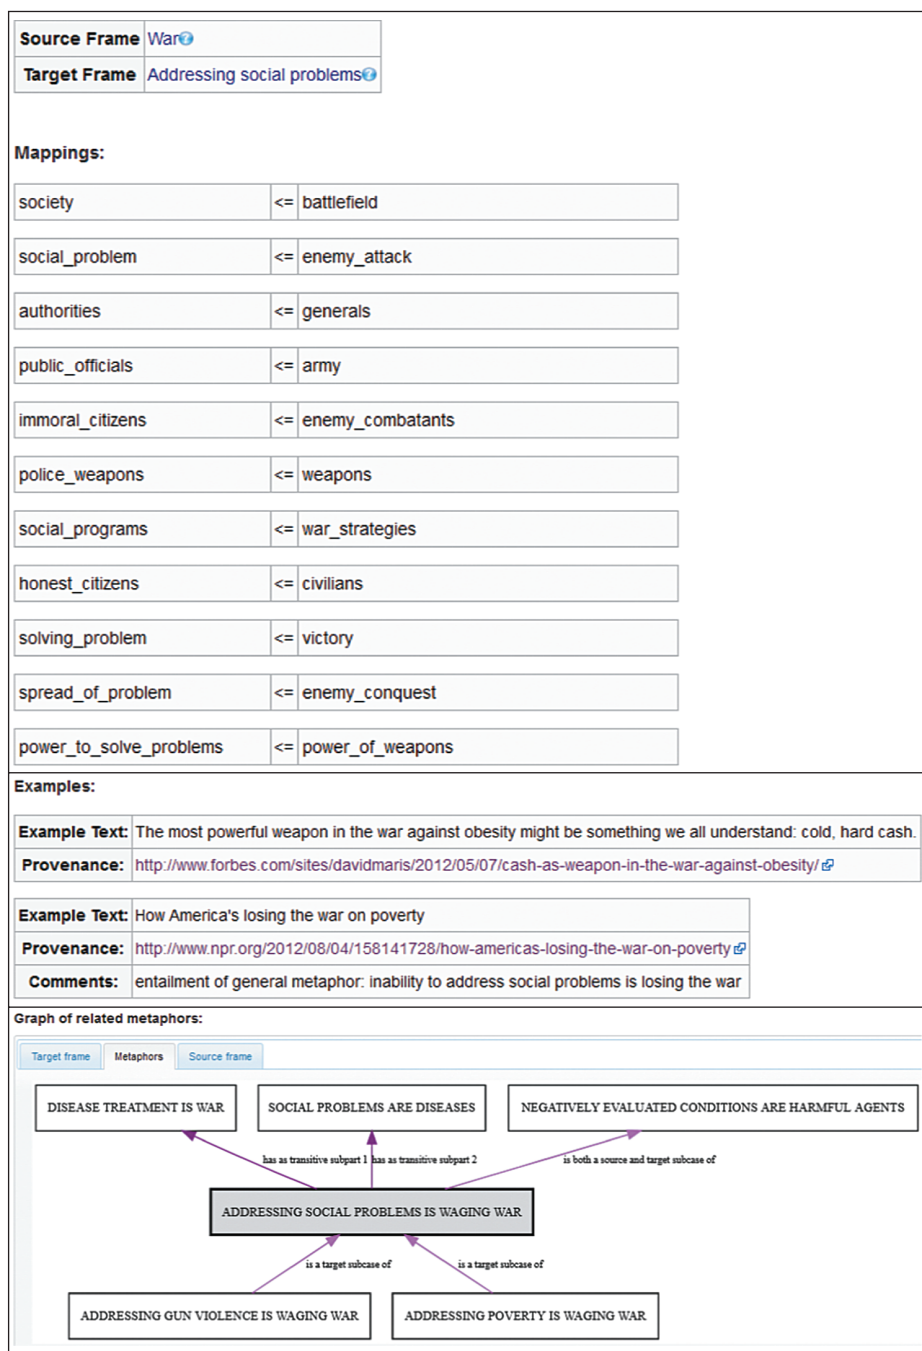 Source Frame War
Target Frame Addressing social problems
Mappings:
society <= battlefield
social_problem <= enemy_attack
authorities <= generals
public_officials <= army
immoral_citizens <= enemy_combatants
police_weapons <= weapons
social_programs <= war_strategies
honest_citizens <= civilians
solving_problem <= victory
spread_of_problem <= enemy_conquest
power_to_solve_problems <= power_of_weapons
Examples:
Example Text: The most powerful weapon in the war against obesity might be something we all understand: cold, hard cash.
Provenance: http://www.forbes.com/sites/davidmaris/2012/05/07/cash-as-weapon-in-the-war-against-obesity/
Example Text: How America's losing the war on poverty
Provenance: http://www.npr.org/2012/08/04/158141728/how-americas-losing-the-war-on-poverty
Comments: entailment of general metaphor: inability to address social problems is losing the war
Graph of related metaphors:
Target frame Metaphors Source frame
DISEASE TREATMENT IS WAR SOCIAL PROBLEMS ARE DISEASES NEGATIVELY EVALUATED CONDITIONS ARE HARMFUL AGENTS
has as transitive subpart 1 has as transitive subpart 2 is both a source and target subcase of
ADDRESSING SOCIAL PROBLEMS IS WAGING WAR
is a target subcase of is a target subcase of
ADDRESSING GUN VIOLENCE IS WAGING WAR ADDRESSING POVERTY IS WAGING WAR